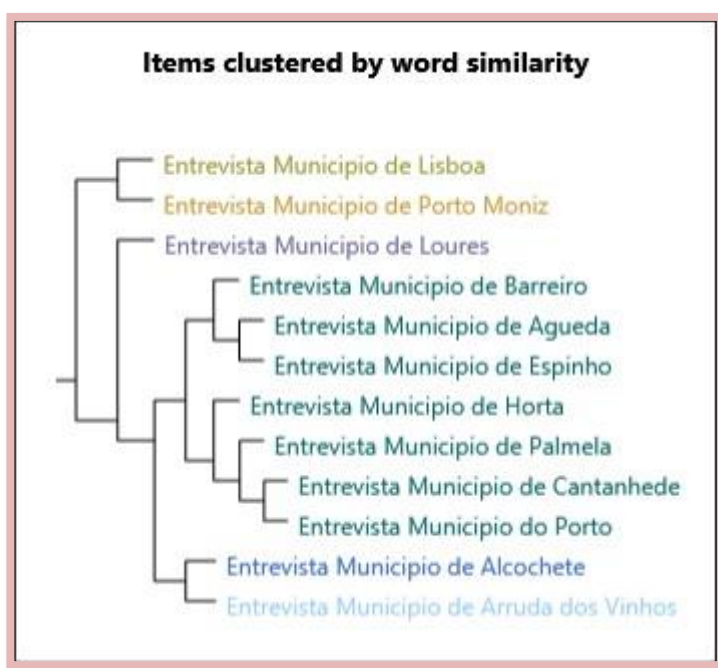 Items clustered by word similarity
Entrevista Municipio de Lisboa
Entrevista Municipio de Porto Moniz
Entrevista Municipio de Loures
Entrevista Municipio de Barreiro
Entrevista Municipio de Agueda
Entrevista Municipio de Espinho
Entrevista Municipio de Horta
Entrevista Municipio de Palmela
Entrevista Municipio de Cantanhede
Entrevista Municipio do Porto
Entrevista Municipio de Alcochete
Entrevista Municipio de Arruda dos Vinhos